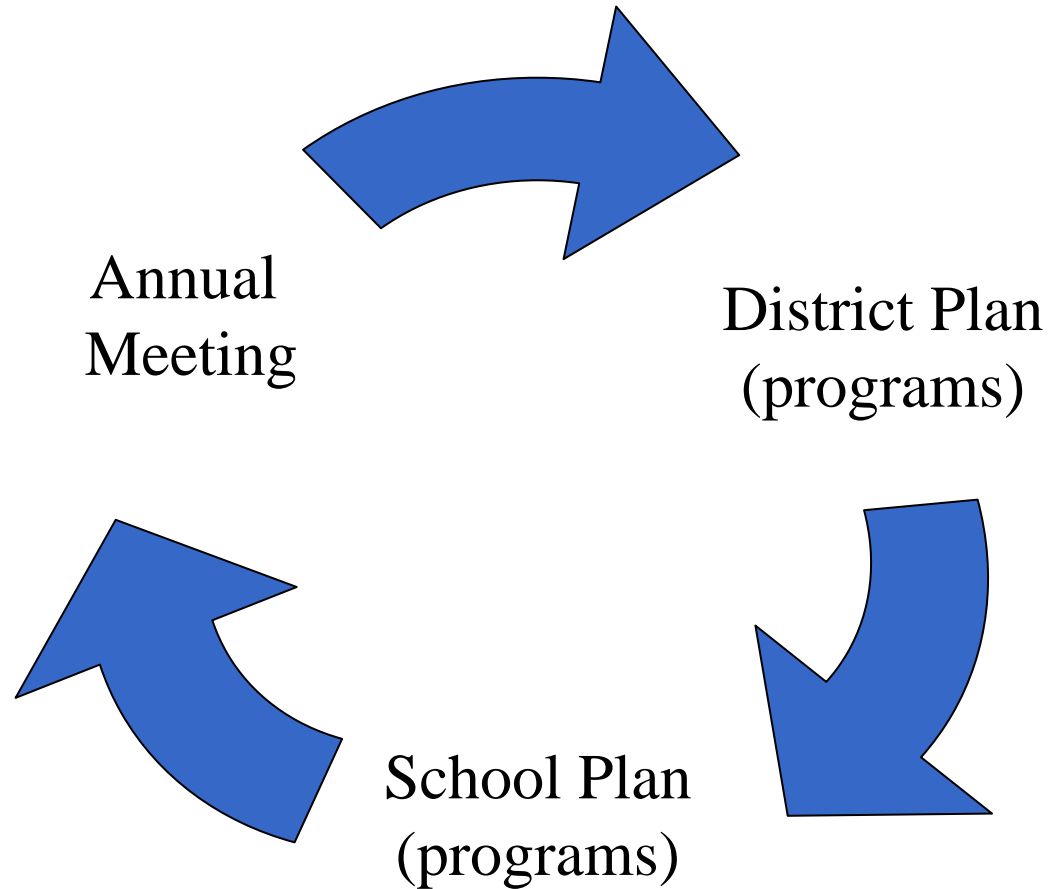 Annual
Meeting
District Plan
(programs)
School Plan
(programs)